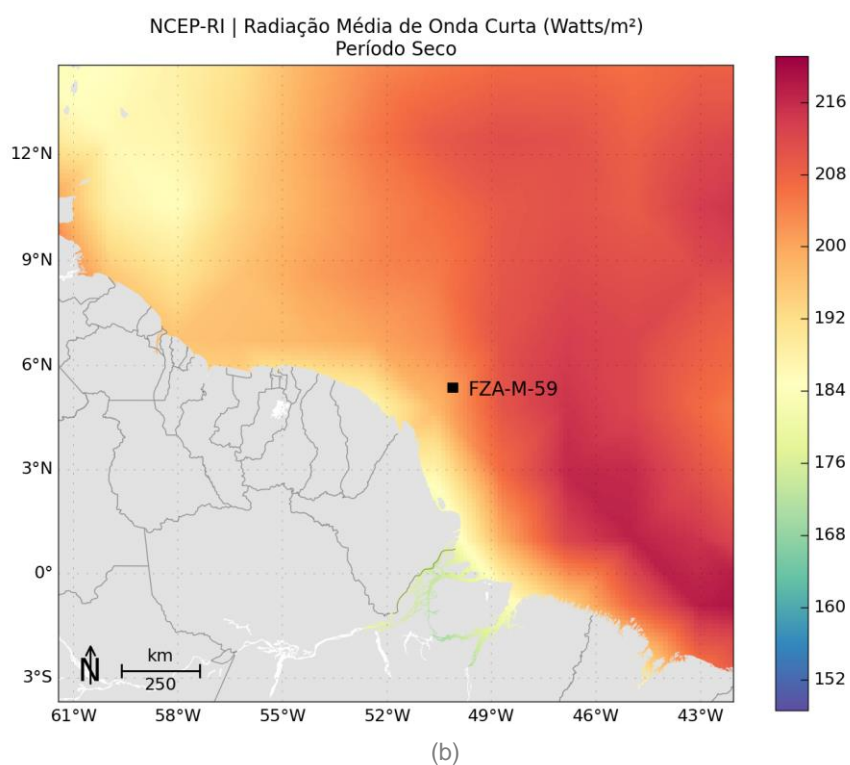 NCEP-RI | Radiação Média de Onda Curta (Watts/m²)
Período Seco
216
12°N
208
9°N
200
192
6°N
FZA-M-59
184
3°N
176
168
0°
160
N
km
250
152
3°S
61°W 58°W 55°W 52°W 49°W 46°W 43°W
(b)